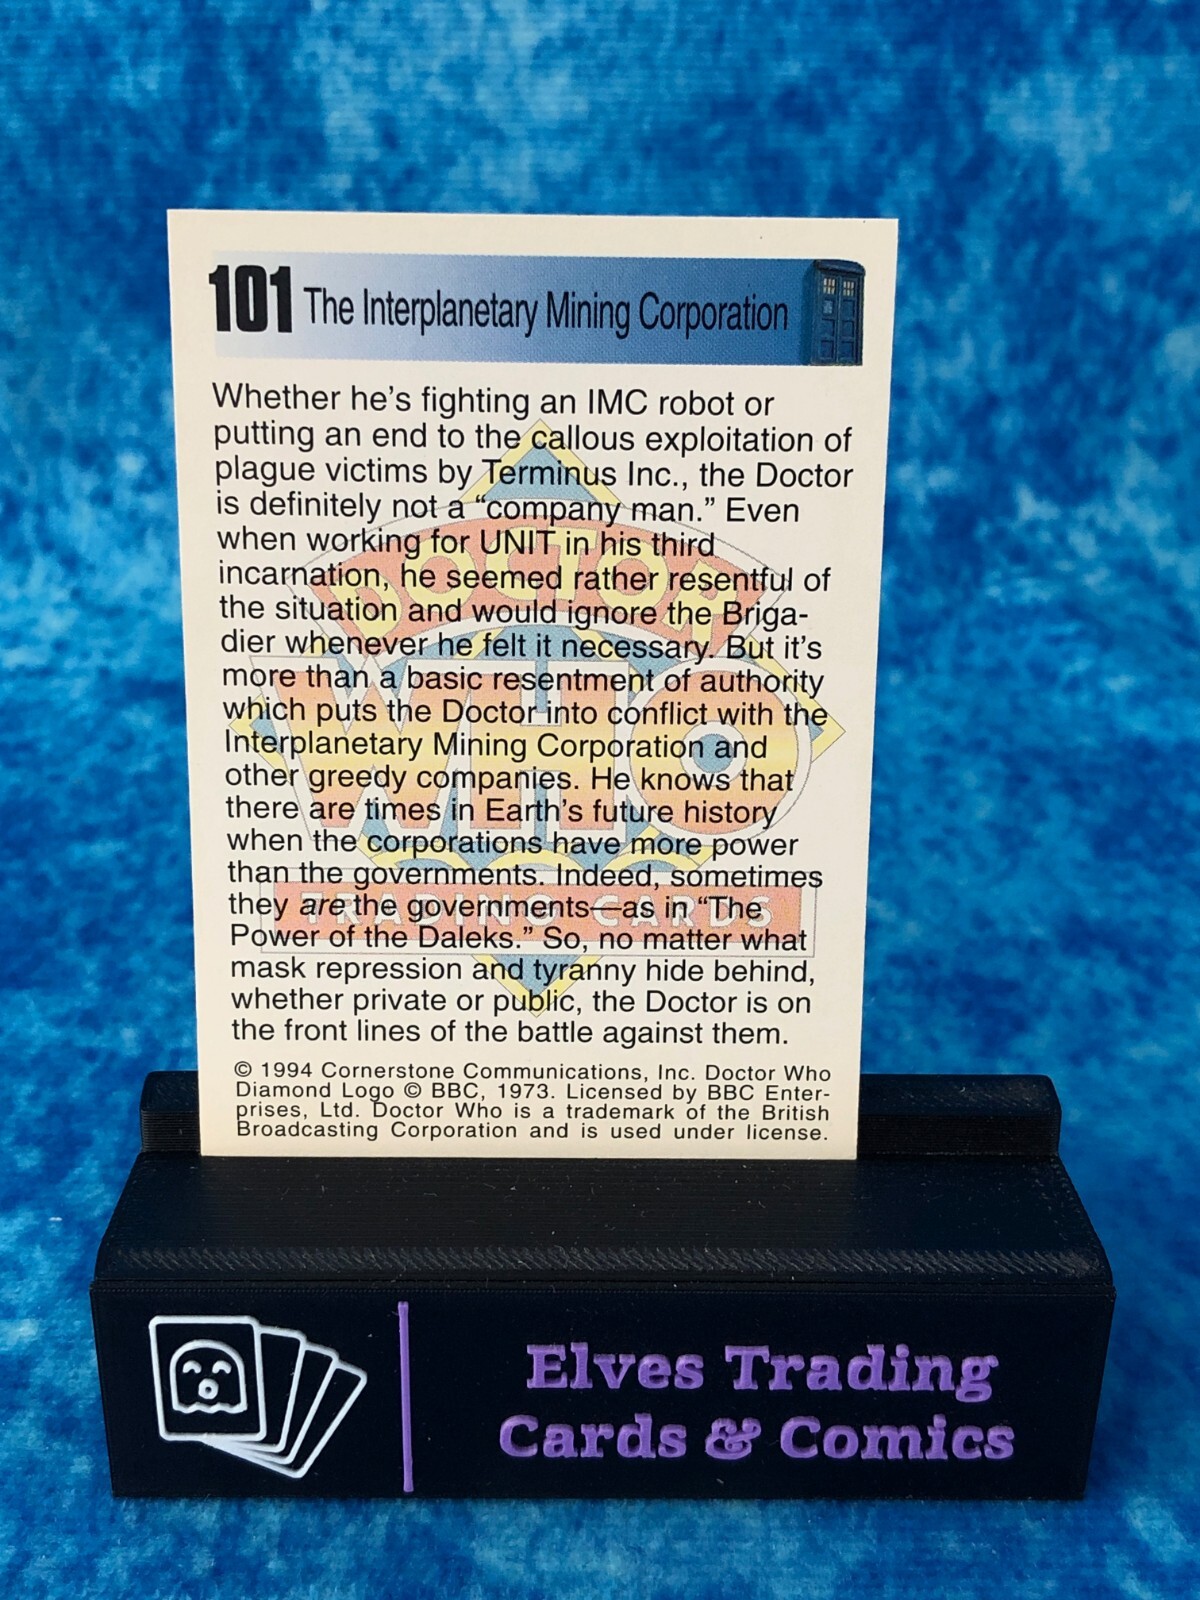 101 The Interplanetary Mining Corporation
Whether he's fighting an IMC robot or
putting an end to the callous exploitation of
plague victims by Terminus Inc., the Doctor
is definitely not a “company man.” Even
when working for UNIT in his third
incarnation, he seemed rather resentful of
the situation and would ignore the Briga-
dier whenever he felt it necessary. But it's
more than a basic resentment of authority
which puts the Doctor into conflict with the
Interplanetary Mining Corporation and
other greedy companies. He knows that
there are times in Earth's future history
when the corporations have more power
than the governments. Indeed, sometimes
they are the governments—as in “The
Power of the Daleks.” So, no matter what
mask repression and tyranny hide behind,
whether private or public, the Doctor is on
the front lines of the battle against them.
© 1994 Cornerstone Communications, Inc. Doctor Who
Diamond Logo © BBC, 1973. Licensed by BBC Enter-
prises, Ltd. Doctor Who is a trademark of the British
Broadcasting Corporation and is used under license.
DOCTOR
WHO
TRADING CARDS
Elves Trading
Cards & Comics